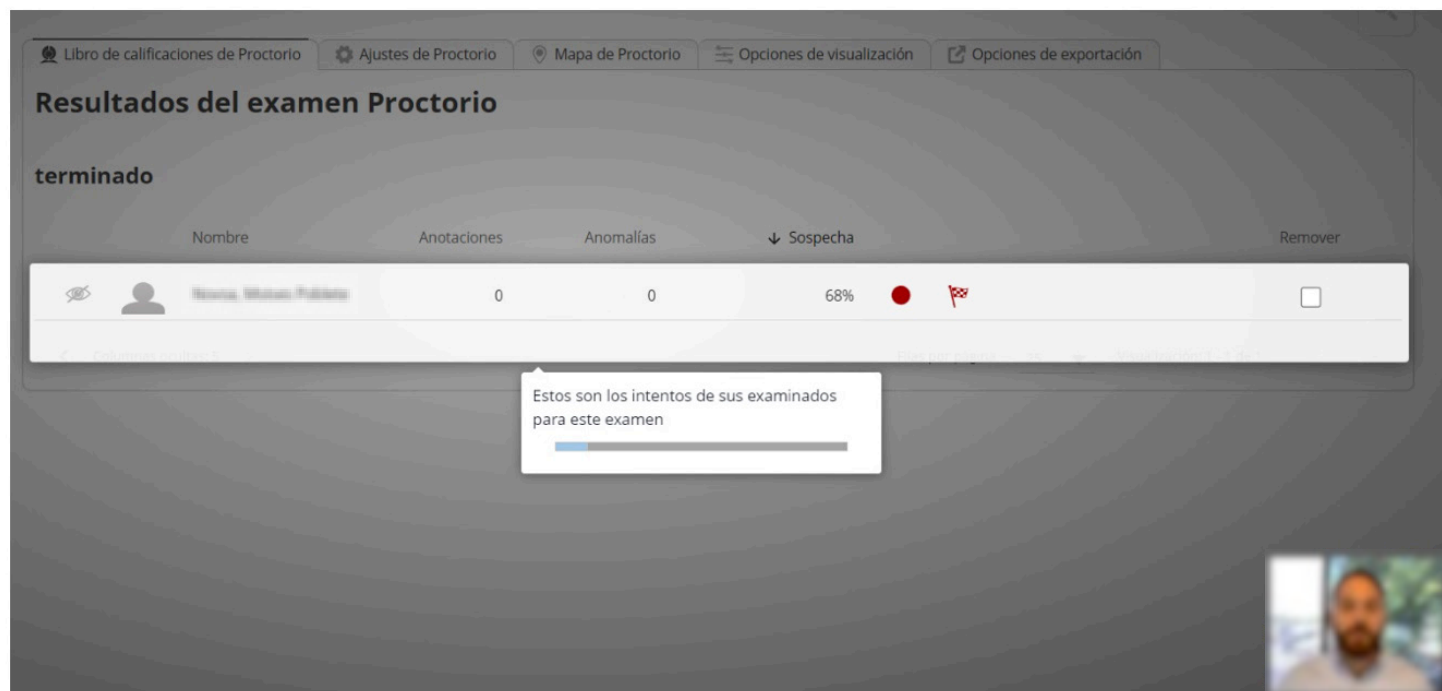 Libro de calificaciones de Proctorio Ajustes de Proctorio Mapa de Proctorio Opciones de visualización Opciones de exportación
Resultados del examen Proctorio
terminado
Nombre Anotaciones Anomalías Sospecha Remover
0 0 68%
Estos son los intentos de sus examinados
para este examen